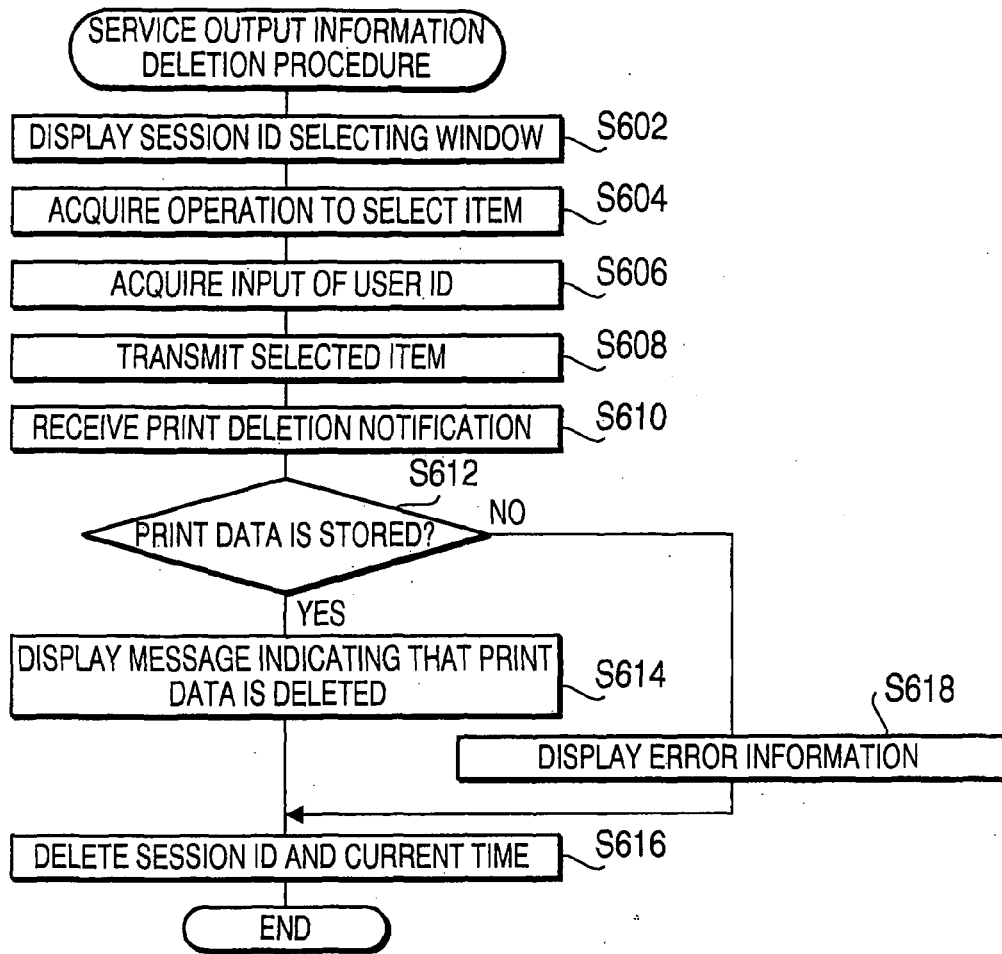 SERVICE OUTPUT INFORMATION
DELETION PROCEDURE
DISPLAY SESSION ID SELECTING WINDOW
S602
ACQUIRE OPERATION TO SELECT ITEM
S604
ACQUIRE INPUT OF USER ID
S606
TRANSMIT SELECTED ITEM
S608
RECEIVE PRINT DELETION NOTIFICATION
S610
S612
PRINT DATA IS STORED?
NO
YES
DISPLAY MESSAGE INDICATING THAT PRINT
DATA IS DELETED
S614
S618
DISPLAY ERROR INFORMATION
DELETE SESSION ID AND CURRENT TIME
S616
END